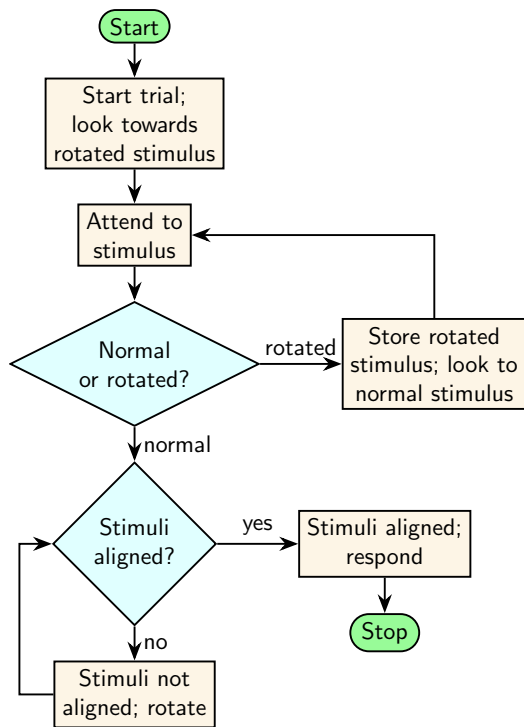 Start
Start trial;
look towards
rotated stimulus
Attend to
stimulus
Normal
or rotated?
rotated
Store rotated
stimulus; look to
normal stimulus
normal
Stimuli
aligned?
yes
Stimuli aligned;
respond
Stop
no
Stimuli not
aligned; rotate